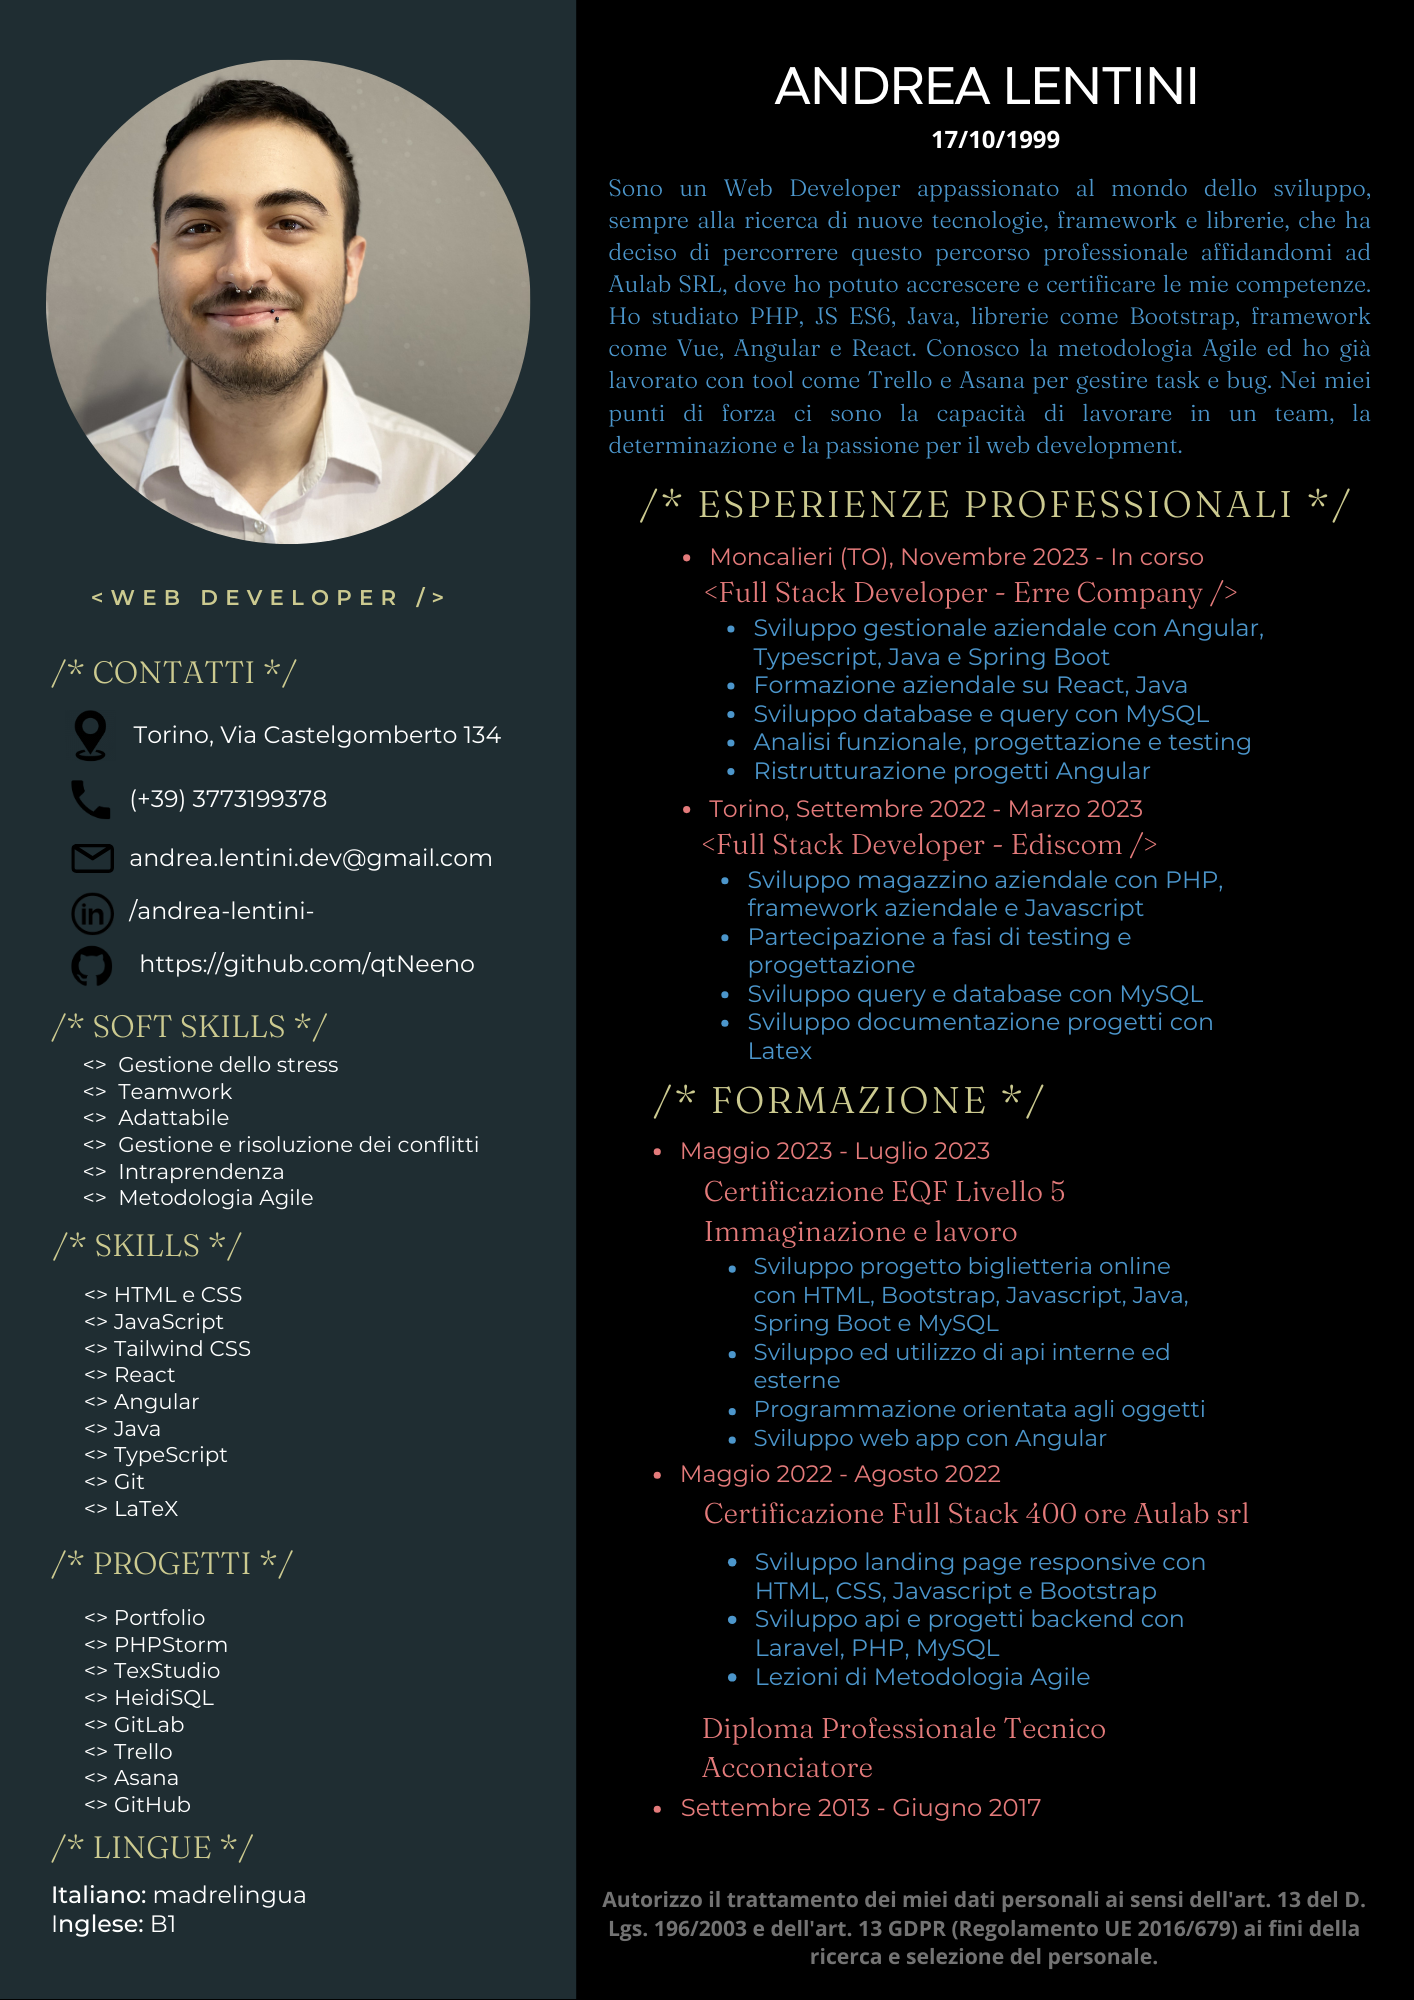 <WEB DEVELOPER />
/* CONTATTI */
Torino, Via Castelgomberto 134
(+39) 3773199378
andrea.lentini.dev@gmail.com
in
/andrea-lentini-
https://github.com/qtNeeno
/* SOFT SKILLS */
<> Gestione dello stress
<> Teamwork
<> Adattabile
<> Gestione e risoluzione dei conflitti
<> Intraprendenza
<> Metodologia Agile
/* SKILLS */
<> HTML e CSS
<> JavaScript
<> Tailwind CSS
<> React
<> Angular
<> Java
<> TypeScript
<> Git
<> LaTeX
/* PROGETTI */
<> Portfolio
<> PHPStorm
<> TexStudio
<> HeidiSQL
<> GitLab
<> Trello
<> Asana
<> GitHub
/* LINGUE */
Italiano: madrelingua
Inglese: B1
ANDREA LENTINI
17/10/1999
Sono un Web Developer appassionato al mondo dello sviluppo,
sempre alla ricerca di nuove tecnologie, framework e librerie, che ha
deciso di percorrere questo percorso professionale affidandomi ad
Aulab SRL, dove ho potuto accrescere e certificare le mie competenze.
Ho studiato PHP, JS ES6, Java, librerie come Bootstrap, framework
come Vue, Angular e React. Conosco la metodologia Agile ed ho già
lavorato con tool come Trello e Asana per gestire task e bug. Nei miei
punti di forza ci sono la capacità di lavorare in un team, la
determinazione e la passione per il web development.
/* ESPERIENZE PROFESSIONALI */
• Moncalieri (TO), Novembre 2023 - In corso
<Full Stack Developer - Erre Company />
• Sviluppo gestionale aziendale con Angular,
Typescript, Java e Spring Boot
• Formazione aziendale su React, Java
• Sviluppo database e query con MySQL
• Analisi funzionale, progettazione e testing
• Ristrutturazione progetti Angular
• Torino, Settembre 2022 - Marzo 2023
<Full Stack Developer - Ediscom />
• Sviluppo magazzino aziendale con PHP,
framework aziendale e Javascript
• Partecipazione a fasi di testing e
progettazione
• Sviluppo query e database con MySQL
• Sviluppo documentazione progetti con
Latex
/* FORMAZIONE */
• Maggio 2023 - Luglio 2023
Certificazione EQF Livello 5
Immaginazione e lavoro
• Sviluppo progetto biglietteria online
con HTML, Bootstrap, Javascript, Java,
Spring Boot e MySQL
• Sviluppo ed utilizzo di api interne ed
esterne
• Programmazione orientata agli oggetti
• Sviluppo web app con Angular
• Maggio 2022 - Agosto 2022
Certificazione Full Stack 400 ore Aulab srl
• Sviluppo landing page responsive con
HTML, CSS, Javascript e Bootstrap
• Sviluppo api e progetti backend con
Laravel, PHP, MySQL
• Lezioni di Metodologia Agile
Diploma Professionale Tecnico
Acconciatore
• Settembre 2013 - Giugno 2017
Autorizzo il trattamento dei miei dati personali ai sensi dell'art. 13 del D.
Lgs. 196/2003 e dell'art. 13 GDPR (Regolamento UE 2016/679) ai fini della
ricerca e selezione del personale.